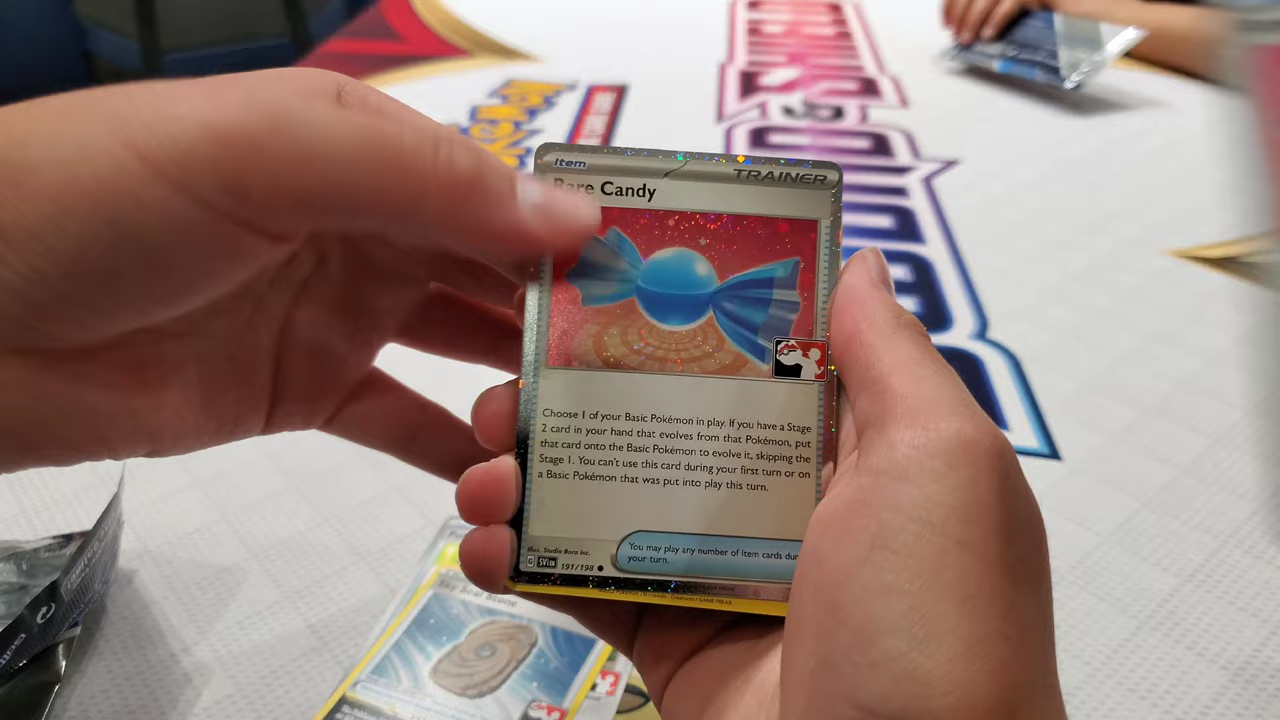 Item
TRAINER
Rare Candy
Choose 1 of your Basic Pokémon in play. If you have a Stage
2 card in your hand that evolves from that Pokémon, put
that card onto the Basic Pokémon to evolve it, skipping the
Stage 1. You can't use this card during your first turn or on
a Basic Pokémon that was put into play this turn.
You may play any number of Item cards dur
your turn.
Illus. Studio Bora Inc.
G SVI EN 191/198
Stone